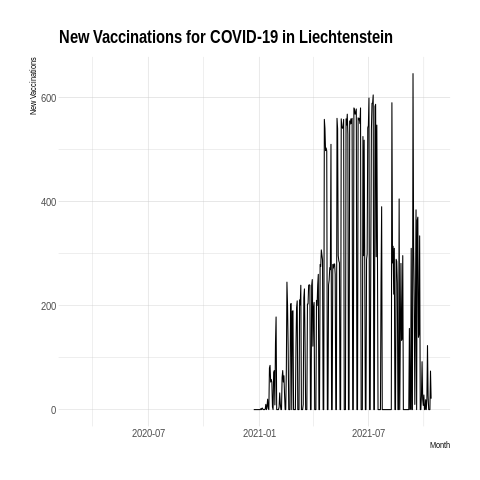 New Vaccinations for COVID-19 in Liechtenstein
New Vaccinations
600
400
200
0
2020-07
2021-01
2021-07
Month